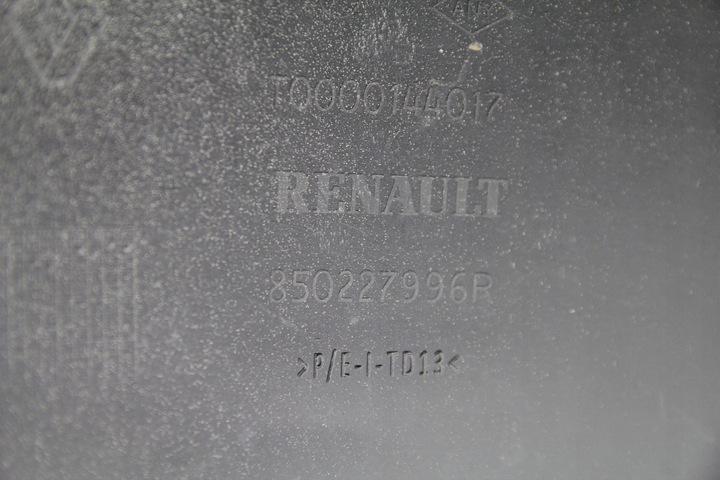 T0000144017
RENAULT
850227996R
>P/E-I-TD13<